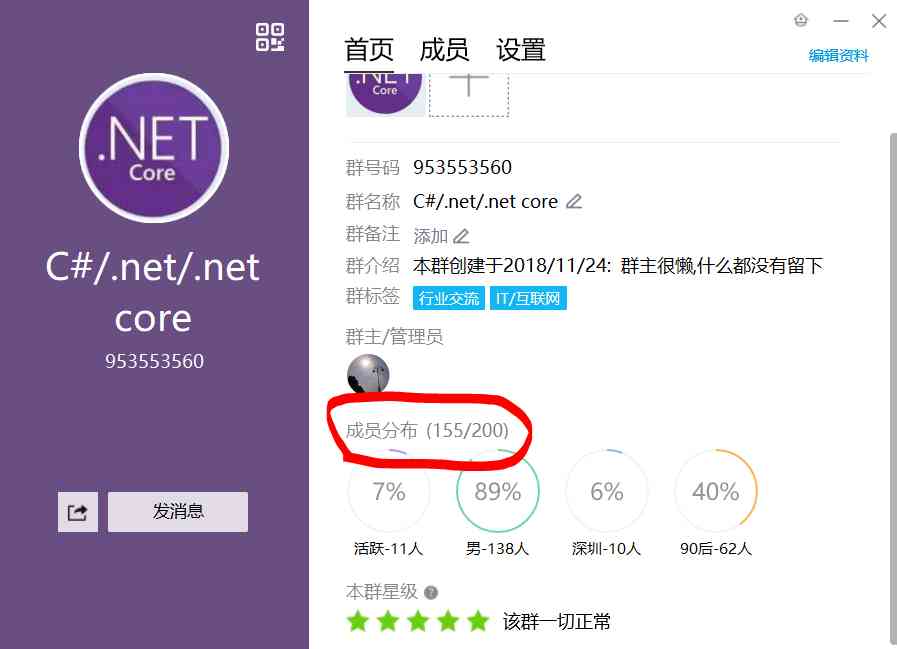 .NET
Core
C#/.net/.net
core
953553560
发消息
首页 成员 设置
编辑资料
.NET
Core
群号码 953553560
群名称 C#/.net/.net core
群备注 添加
群介绍 本群创建于2018/11/24: 群主很懒,什么都没有留下
群标签 行业交流 IT/互联网
群主/管理员
成员分布 (155/200)
7% 89% 6% 40%
活跃-11人 男-138人 深圳-10人 90后-62人
本群星级 ?
该群一切正常